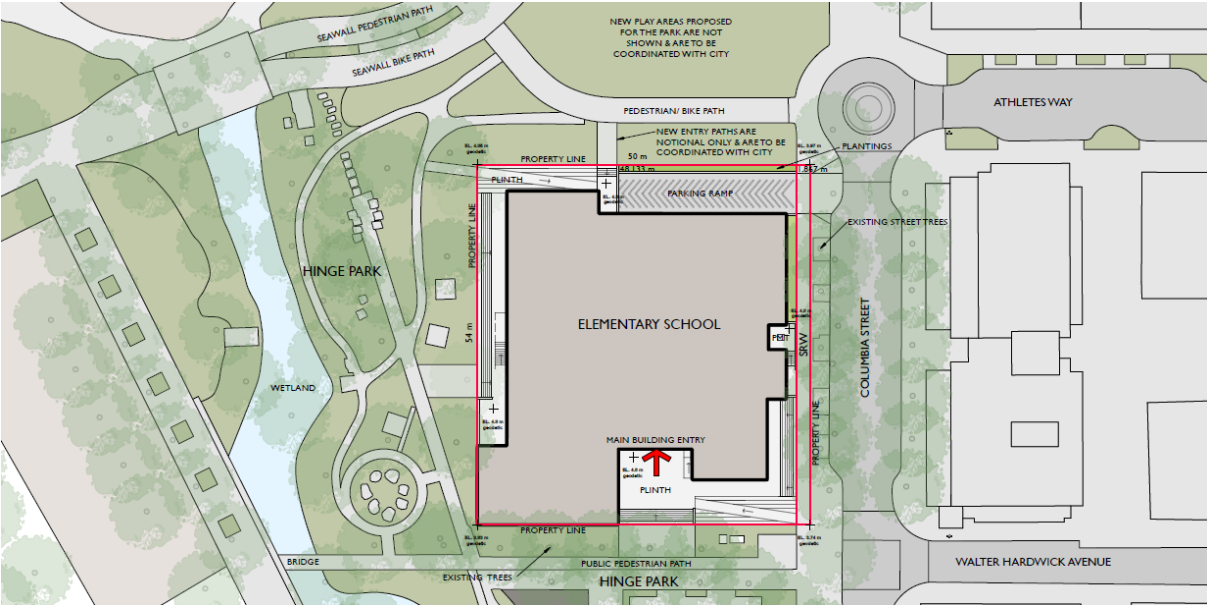 NEW PLAY AREAS PROPOSED
FOR THE PARK ARE NOT
SHOWN & ARE TO BE
COORDINATED WITH CITY
SEAWALL PEDESTRIAN PATH
SEAWALL BIKE PATH
ATHLETES WAY
PEDESTRIAN/ BIKE PATH
NEW ENTRY PATHS ARE
NOTIONAL ONLY & ARE TO BE
COORDINATED WITH CITY
PLANTINGS
50 m
PROPERTY LINE
48.133 m
1.867 m
PLINTH
PARKING RAMP
EXISTING STREET TREES
PROPERTY LINE
HINGE PARK
ELEMENTARY SCHOOL
54 m
PMT
SRW
COLUMBIA STREET
WETLAND
PROPERTY LINE
MAIN BUILDING ENTRY
PLINTH
PROPERTY LINE
BRIDGE
PUBLIC PEDESTRIAN PATH
WALTER HARDWICK AVENUE
EXISTING TREES
HINGE PARK